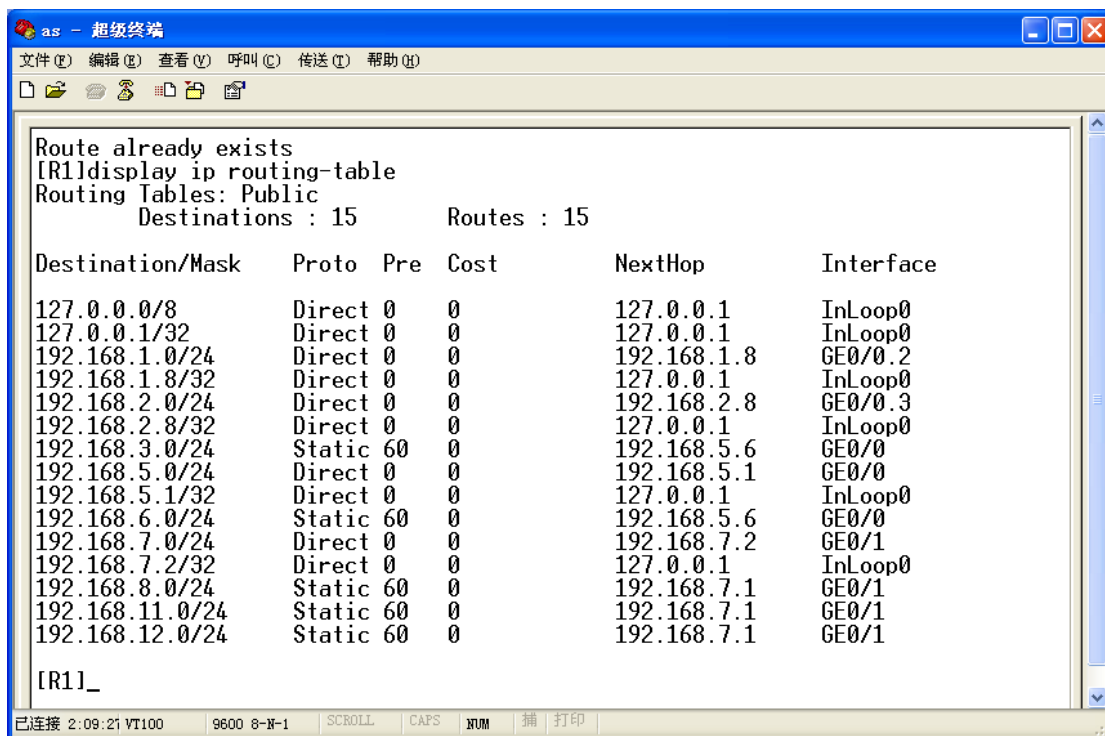 as - 超级终端
文件(F) 编辑(E) 查看(V) 呼叫(C) 传送(T) 帮助(H)
Route already exists
[R1]display ip routing-table
Routing Tables: Public
Destinations : 15 Routes : 15
Destination/Mask Proto Pre Cost NextHop Interface
127.0.0.0/8 Direct 0 0 127.0.0.1 InLoop0
127.0.0.1/32 Direct 0 0 127.0.0.1 InLoop0
192.168.1.0/24 Direct 0 0 192.168.1.8 GE0/0.2
192.168.1.8/32 Direct 0 0 127.0.0.1 InLoop0
192.168.2.0/24 Direct 0 0 192.168.2.8 GE0/0.3
192.168.2.8/32 Direct 0 0 127.0.0.1 InLoop0
192.168.3.0/24 Static 60 0 192.168.5.6 GE0/0
192.168.5.0/24 Direct 0 0 192.168.5.1 GE0/0
192.168.5.1/32 Direct 0 0 127.0.0.1 InLoop0
192.168.6.0/24 Static 60 0 192.168.5.6 GE0/0
192.168.7.0/24 Direct 0 0 192.168.7.2 GE0/1
192.168.7.2/32 Direct 0 0 127.0.0.1 InLoop0
192.168.8.0/24 Static 60 0 192.168.7.1 GE0/1
192.168.11.0/24 Static 60 0 192.168.7.1 GE0/1
192.168.12.0/24 Static 60 0 192.168.7.1 GE0/1
[R1]_
已连接 2:09:27 VT100 9600 8-N-1 SCROLL CAPS NUM 捕 打印